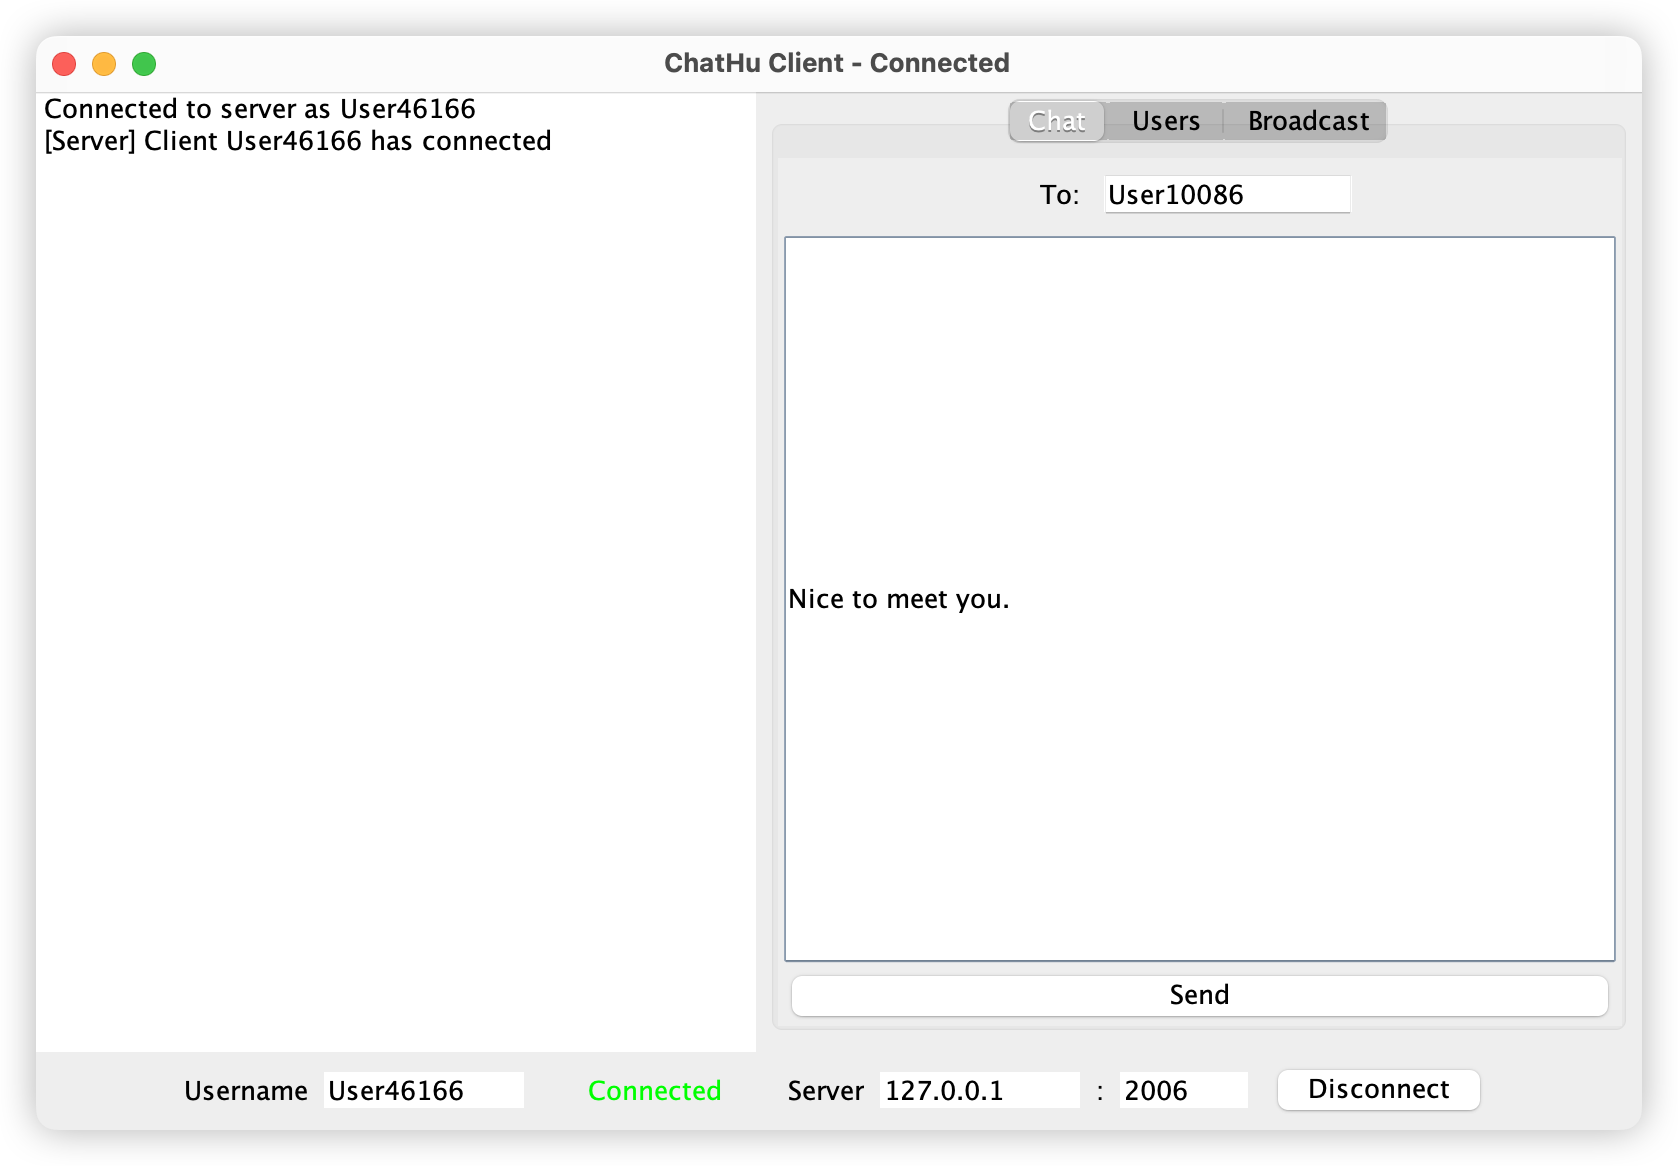 ChatHu Client - Connected
Connected to server as User46166
[Server] Client User46166 has connected
Chat Users Broadcast
To: User10086
Nice to meet you.
Send
Username User46166 Connected Server 127.0.0.1 : 2006 Disconnect